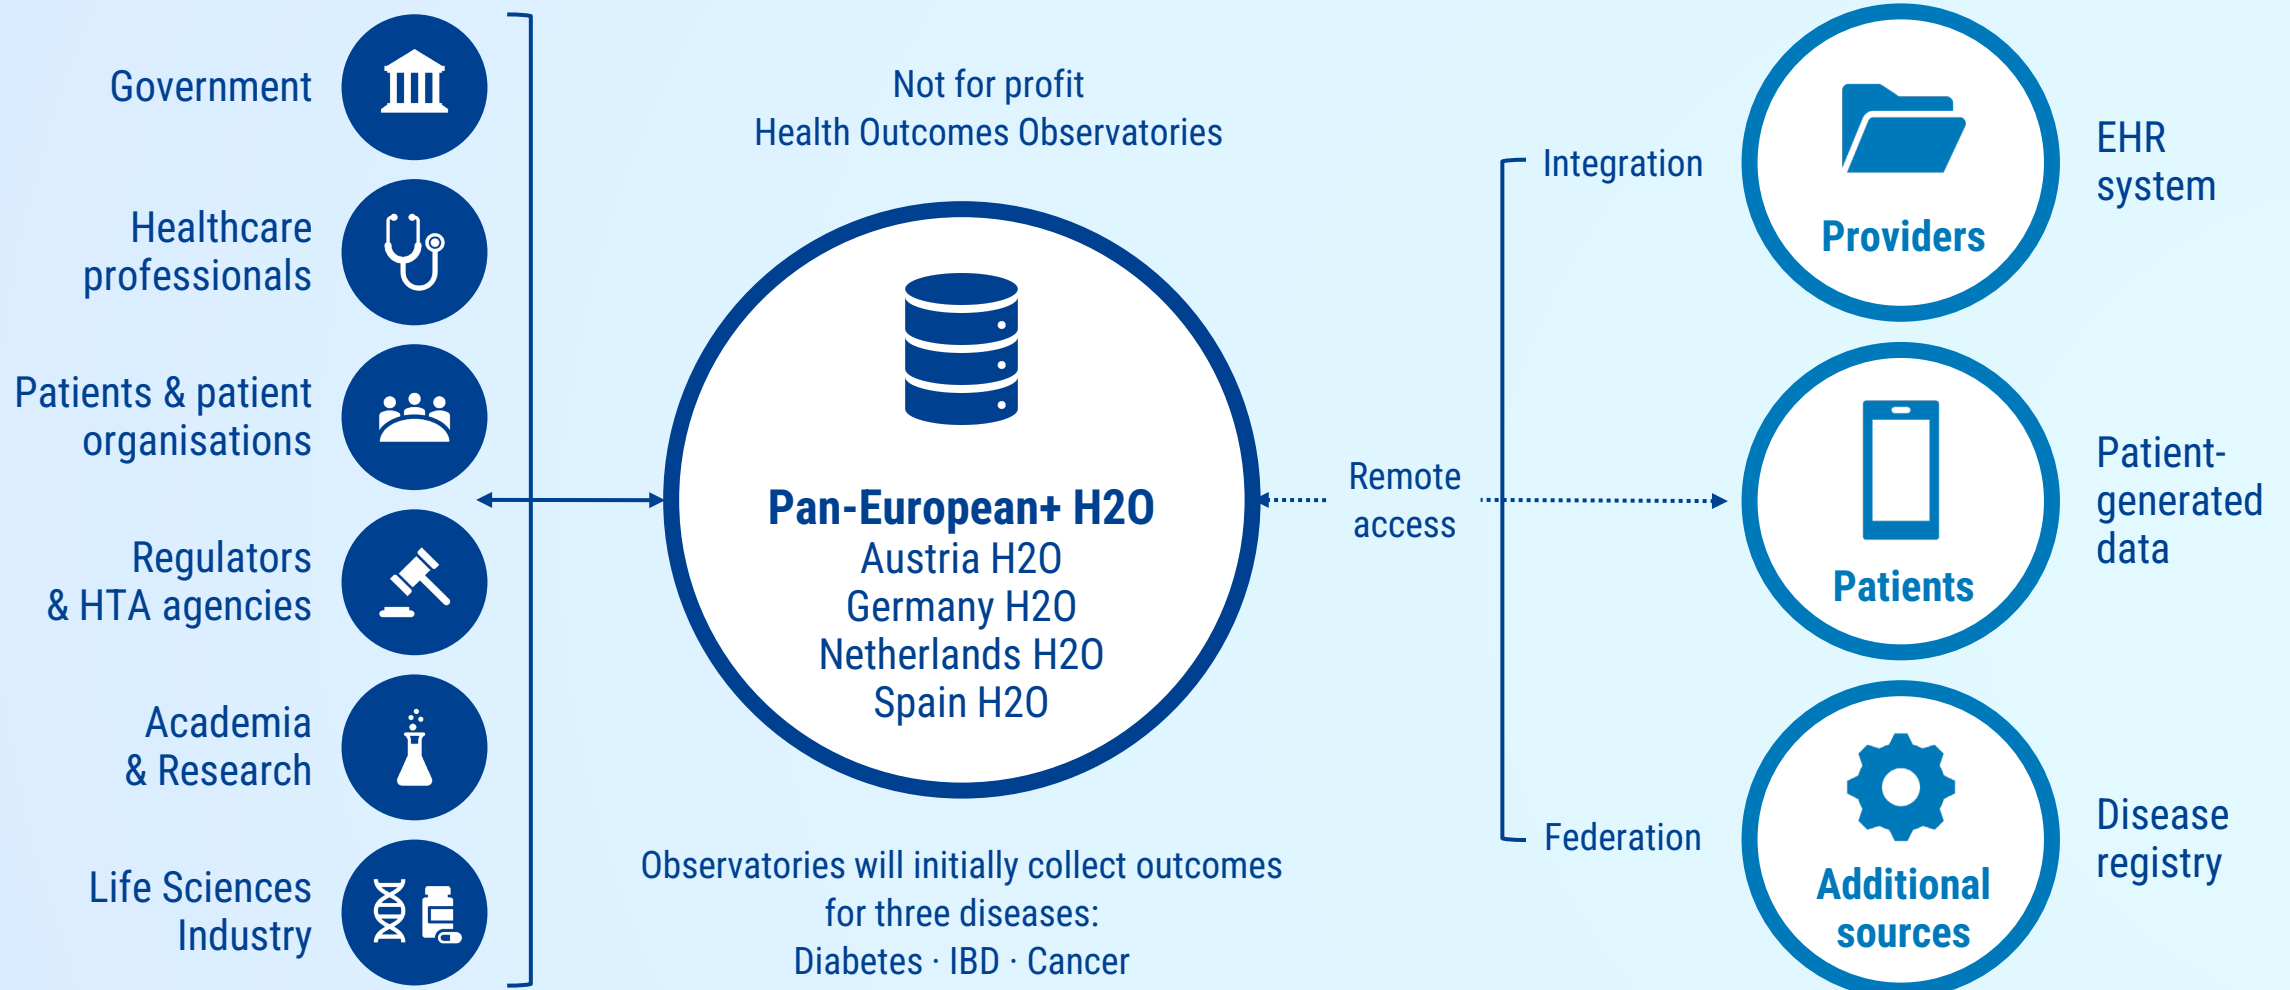 Government
Healthcare
professionals
Patients & patient
organisations
Regulators
& HTA agencies
Academia
& Research
Life Sciences
Industry
Not for profit
Health Outcomes Observatories
Pan-European+ H2O
Austria H2O
Germany H2O
Netherlands H2O
Spain H2O
Observatories will initially collect outcomes
for three diseases:
Diabetes · IBD · Cancer
Remote
access
Integration
Federation
Providers
EHR
system
Patients
Patient-
generated
data
Additional
sources
Disease
registry